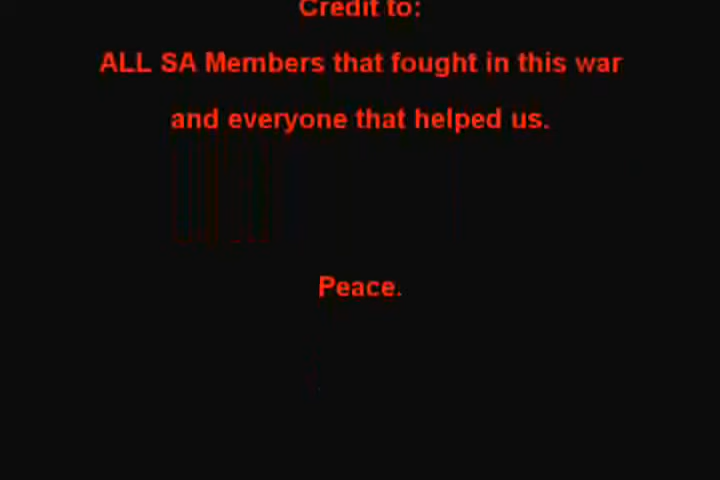 Credit to:
ALL SA Members that fought in this war
and everyone that helped us.
Peace.